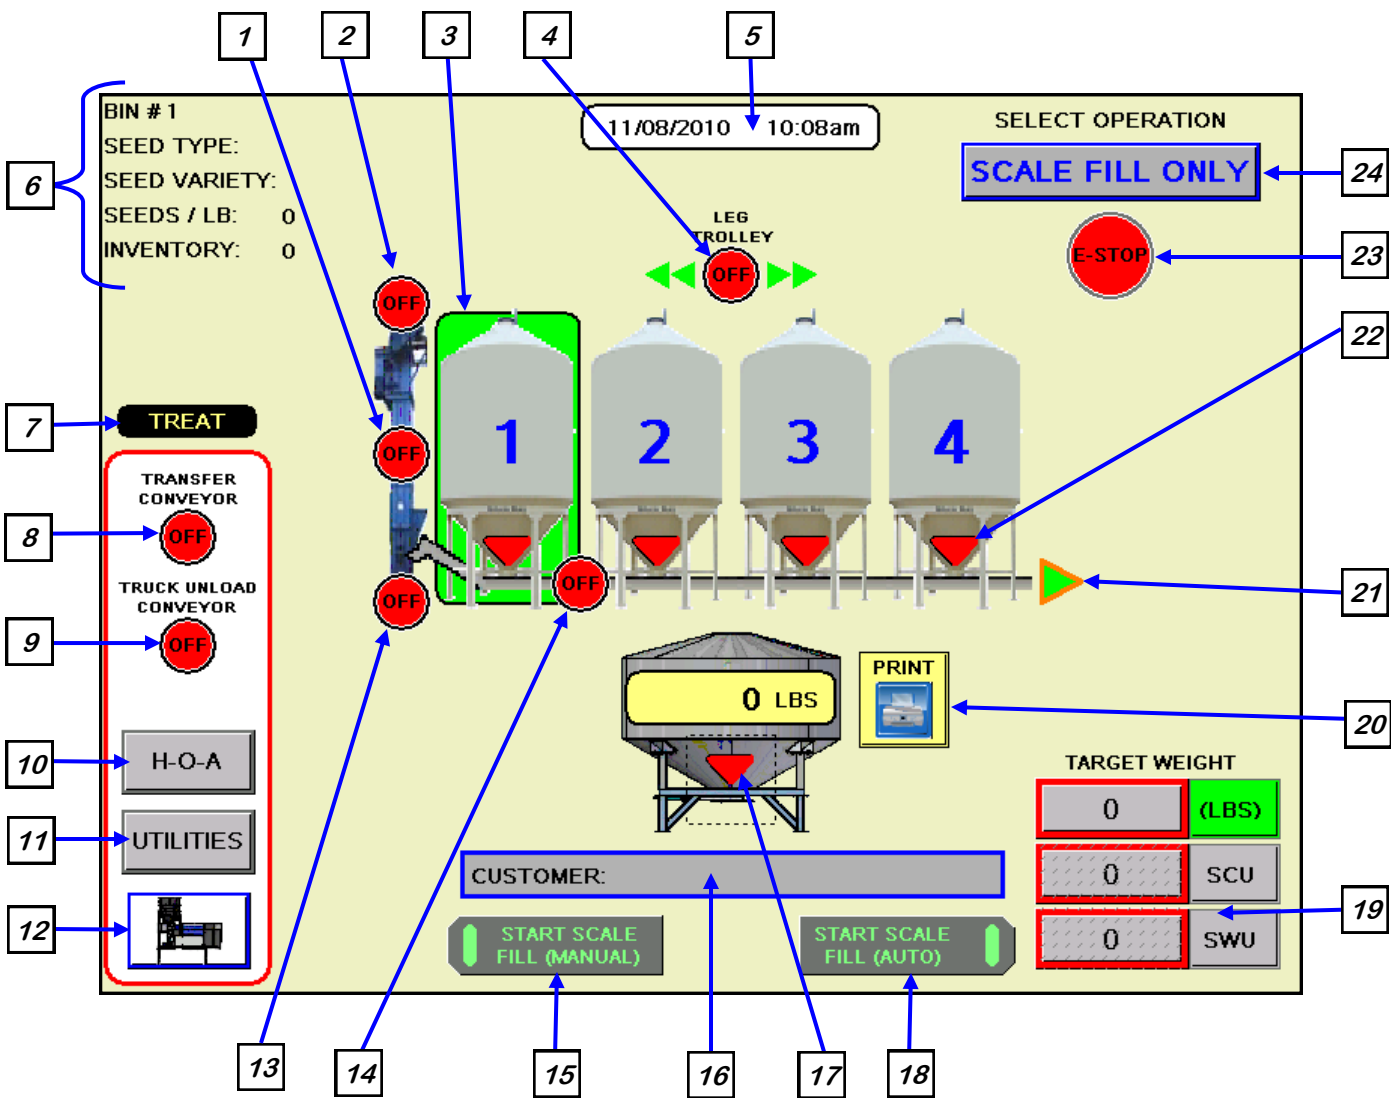 1
2
3
4
5
6
BIN # 1
SEED TYPE:
SEED VARIETY:
SEEDS / LB: 0
INVENTORY: 0
11/08/2010 10:08am
SELECT OPERATION
SCALE FILL ONLY
24
E-STOP
23
LEG
TROLLEY
OFF
OFF
22
7
TREAT
OFF
1
2
3
4
TRANSFER
CONVEYOR
8
OFF
TRUCK UNLOAD
CONVEYOR
9
OFF
OFF
OFF
21
0 LBS
PRINT
20
10
H-O-A
11
UTILITIES
12
TARGET WEIGHT
0 (LBS)
0 SCU
0 SWU
19
CUSTOMER:
START SCALE
FILL (MANUAL)
START SCALE
FILL (AUTO)
13
14
15
16
17
18